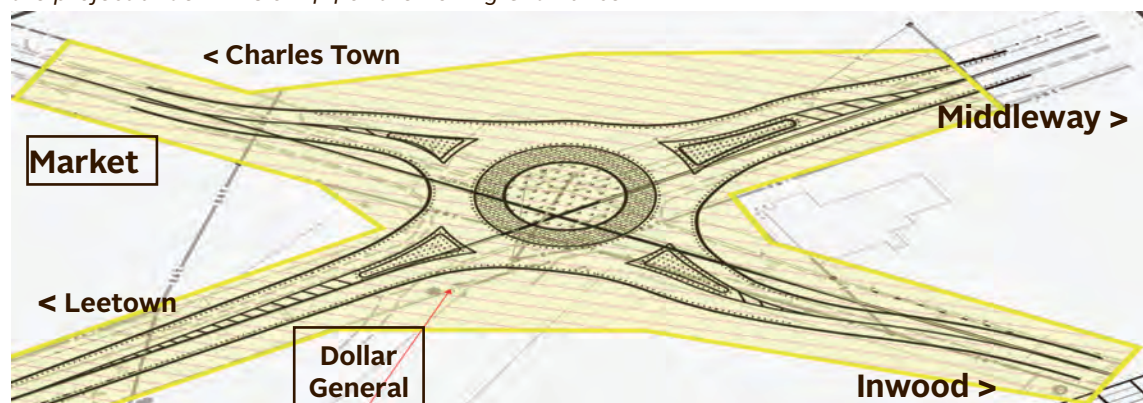 < Charles Town
Middleway >
Market
< Leetown
Dollar
General
Inwood >